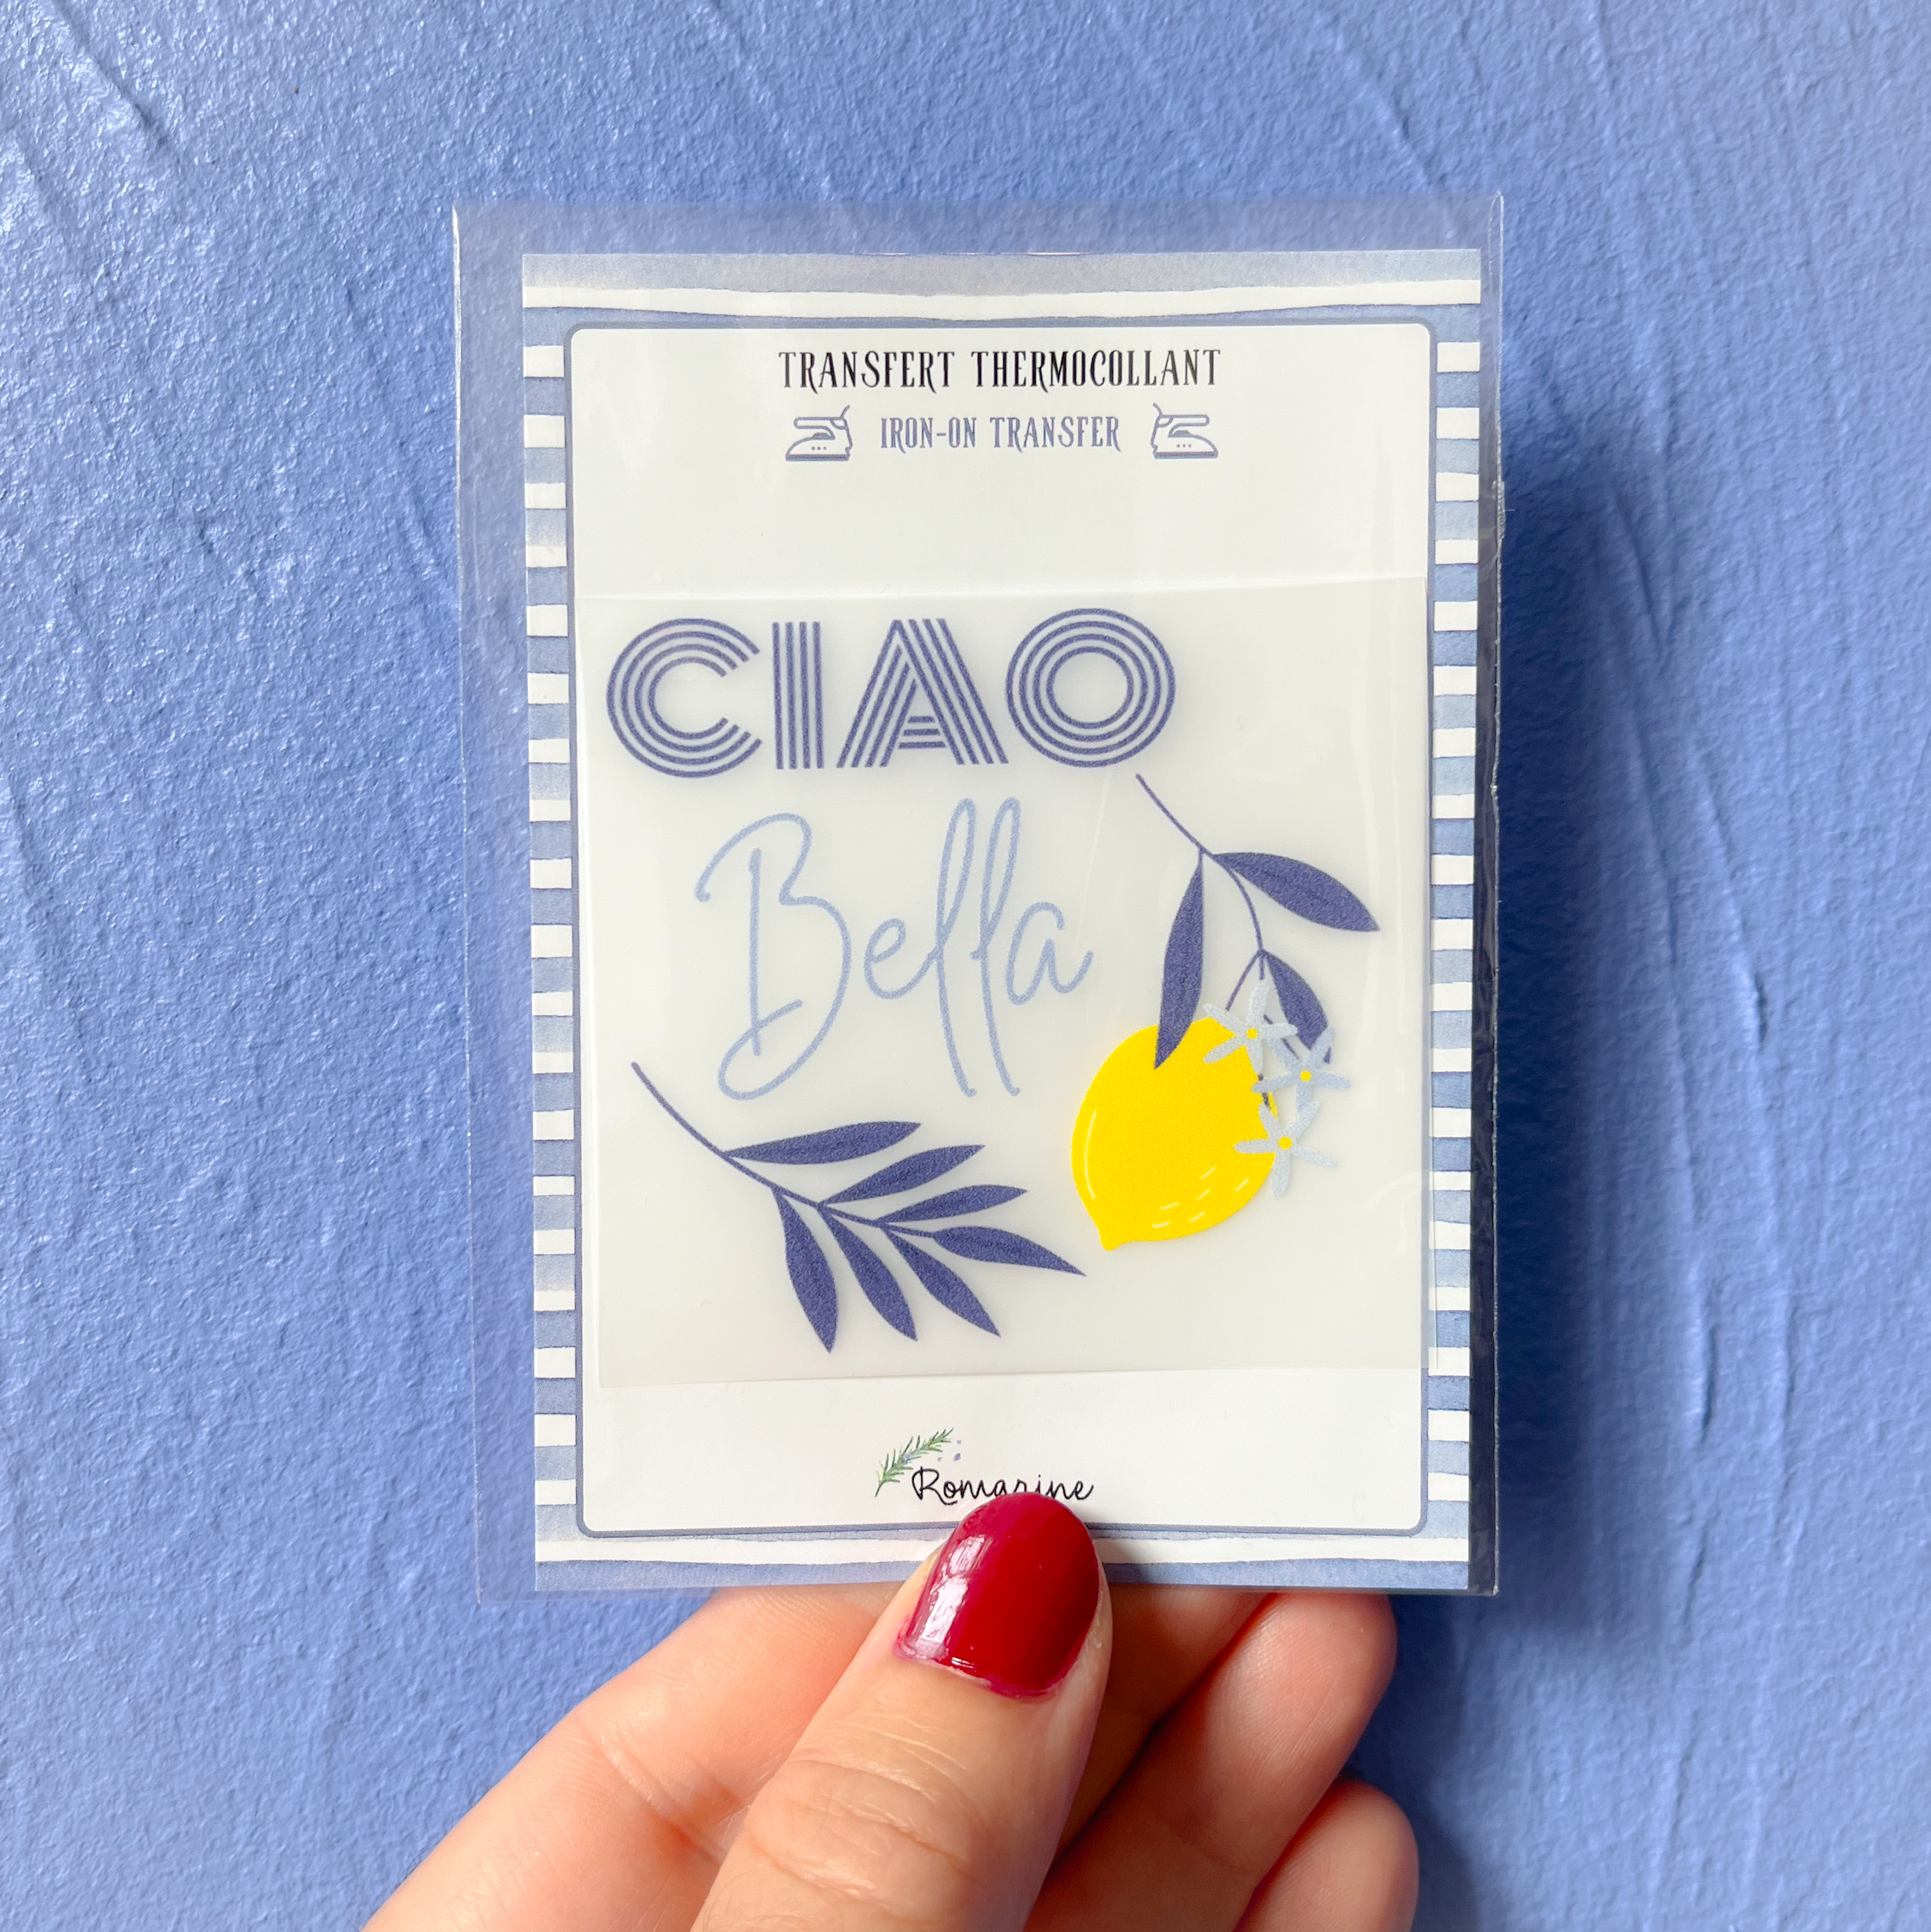 TRANSFERT THERMOCOLLANT
IRON-ON TRANSFER
CIAO
Bella
Romarine